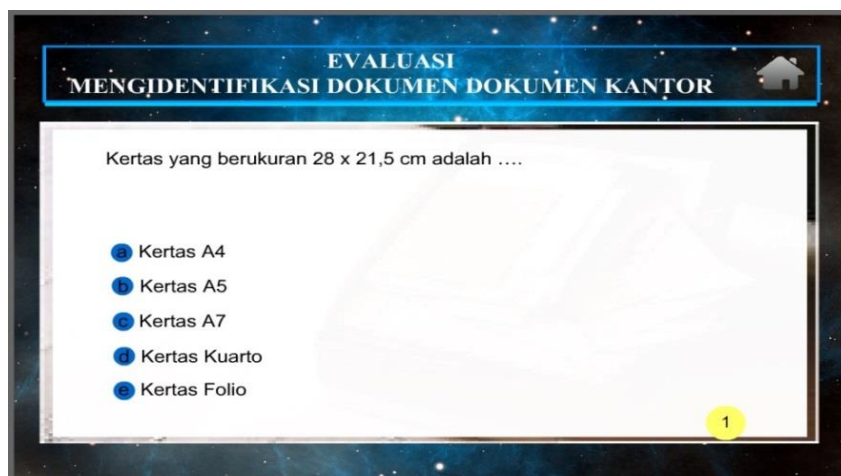 EVALUASI
MENGIDENTIFIKASI DOKUMEN DOKUMEN KANTOR
Kertas yang berukuran 28 x 21,5 cm adalah ....
a Kertas A4
b Kertas A5
c Kertas A7
d Kertas Kuarto
e Kertas Folio
1